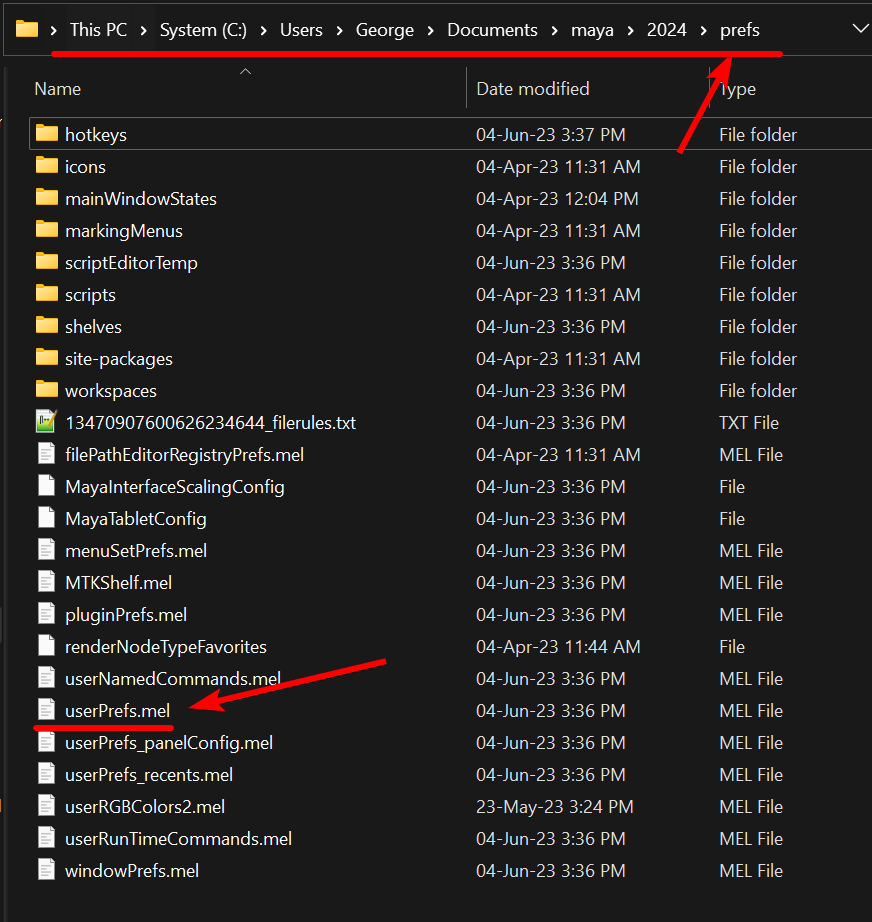 This PC > System (C:) > Users > George > Documents > maya > 2024 > prefs
Name Date modified Type
hotkeys 04-Jun-23 3:37 PM File folder
icons 04-Apr-23 11:31 AM File folder
mainWindowStates 04-Apr-23 12:04 PM File folder
markingMenus 04-Apr-23 11:31 AM File folder
scriptEditorTemp 04-Jun-23 3:36 PM File folder
scripts 04-Apr-23 11:31 AM File folder
shelves 04-Jun-23 3:36 PM File folder
site-packages 04-Apr-23 11:31 AM File folder
workspaces 04-Jun-23 3:36 PM File folder
13470907600626234644_filerules.txt 04-Jun-23 3:36 PM TXT File
filePathEditorRegistryPrefs.mel 04-Apr-23 11:31 AM MEL File
MayaInterfaceScalingConfig 04-Jun-23 3:36 PM File
MayaTabletConfig 04-Jun-23 3:36 PM File
menuSetPrefs.mel 04-Jun-23 3:36 PM MEL File
MTKShelf.mel 04-Jun-23 3:36 PM MEL File
pluginPrefs.mel 04-Jun-23 3:36 PM MEL File
renderNodeTypeFavorites 04-Apr-23 11:44 AM File
userNamedCommands.mel 04-Jun-23 3:36 PM MEL File
userPrefs.mel 04-Jun-23 3:36 PM MEL File
userPrefs_panelConfig.mel 04-Jun-23 3:36 PM MEL File
userPrefs_recents.mel 04-Jun-23 3:36 PM MEL File
userRGBColors2.mel 23-May-23 3:24 PM MEL File
userRunTimeCommands.mel 04-Jun-23 3:36 PM MEL File
windowPrefs.mel 04-Jun-23 3:36 PM MEL File